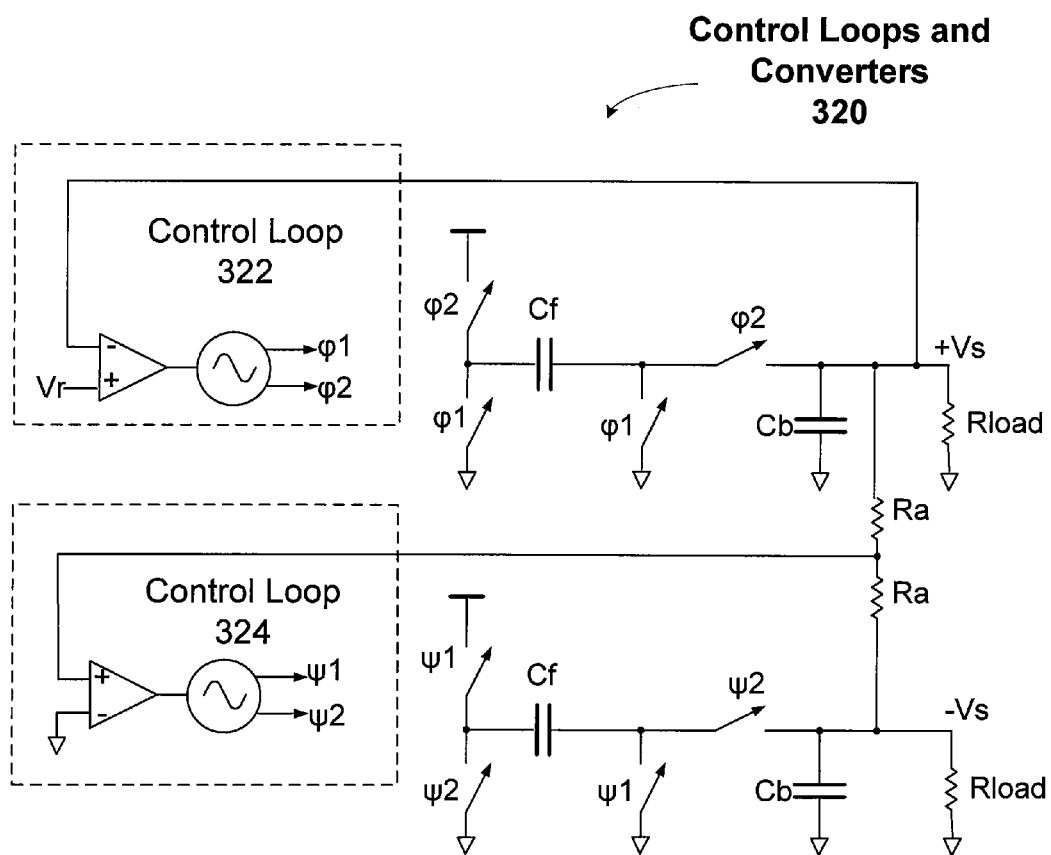 Control Loops and
Converters
320
Control Loop
322
φ2
Cf
φ2
φ1
+Vs
Vr
-
+
φ2
φ1
φ1
Cb
Rload
Ra
Control Loop
324
Ra
ψ1
Cf
ψ2
+
-
ψ1
ψ2
-Vs
ψ2
ψ1
Cb
Rload